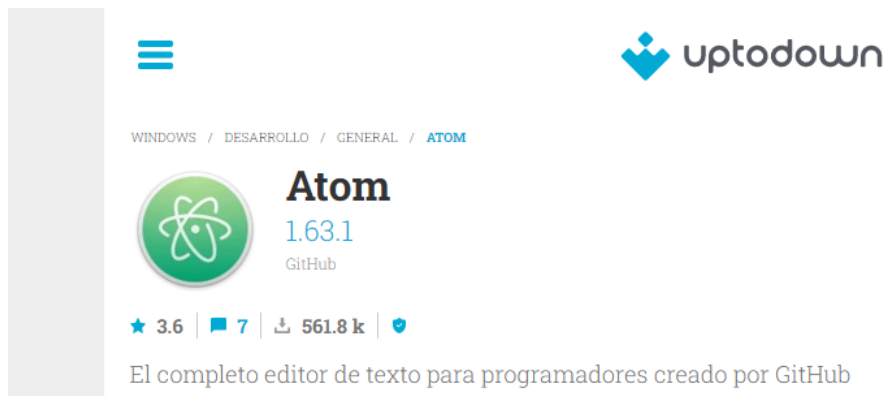 uptodown
WINDOWS / DESARROLLO / GENERAL / ATOM
Atom
1.63.1
GitHub
3.6 7 561.8 k
El completo editor de texto para programadores creado por GitHub